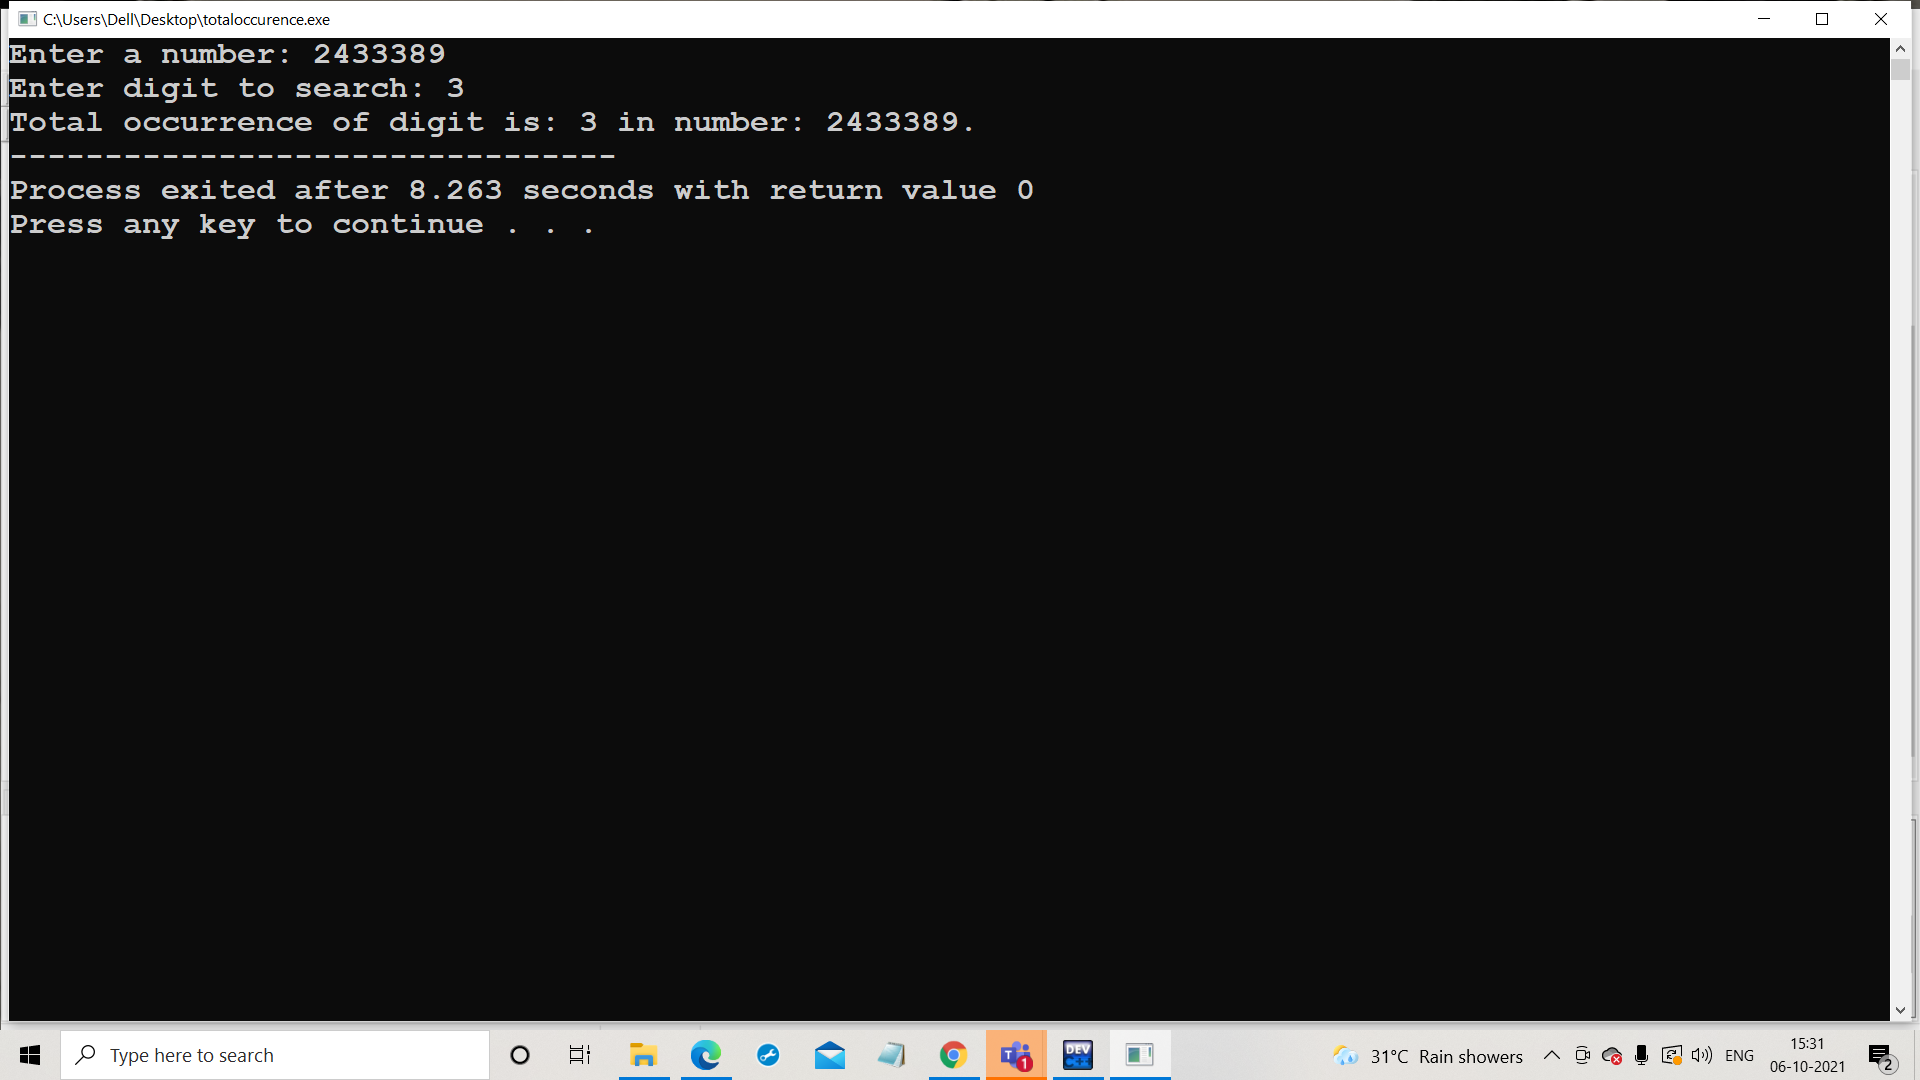 C:\Users\Dell\Desktop\totaloccurence.exe
Enter a number: 2433389
Enter digit to search: 3
Total occurrence of digit is: 3 in number: 2433389.
--------------------------------
Process exited after 8.263 seconds with return value 0
Press any key to continue . . .
Type here to search
T
1
DEV
C++
31°C Rain showers
ENG
15:31
06-10-2021
2